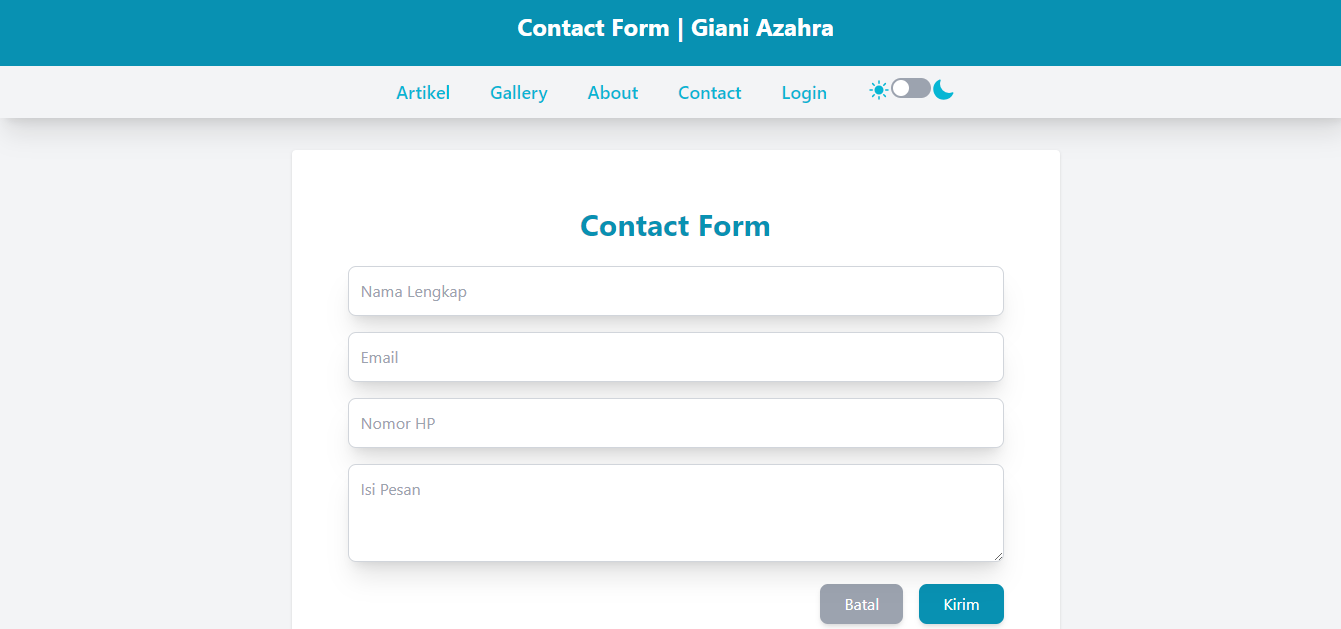 Contact Form | Giani Azahra
Artikel Gallery About Contact Login
Contact Form
Nama Lengkap
Email
Nomor HP
Isi Pesan
Batal Kirim